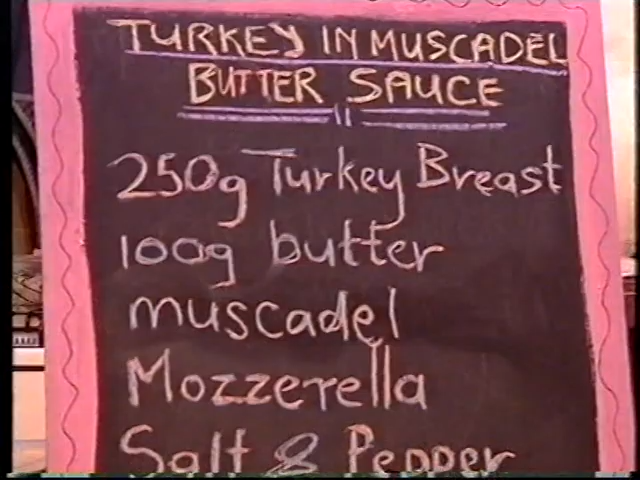 TURKEY IN MUSCADEL
BUTTER SAUCE
250g Turkey Breast
100g butter
muscadel
Mozzerella
Salt & Pepper